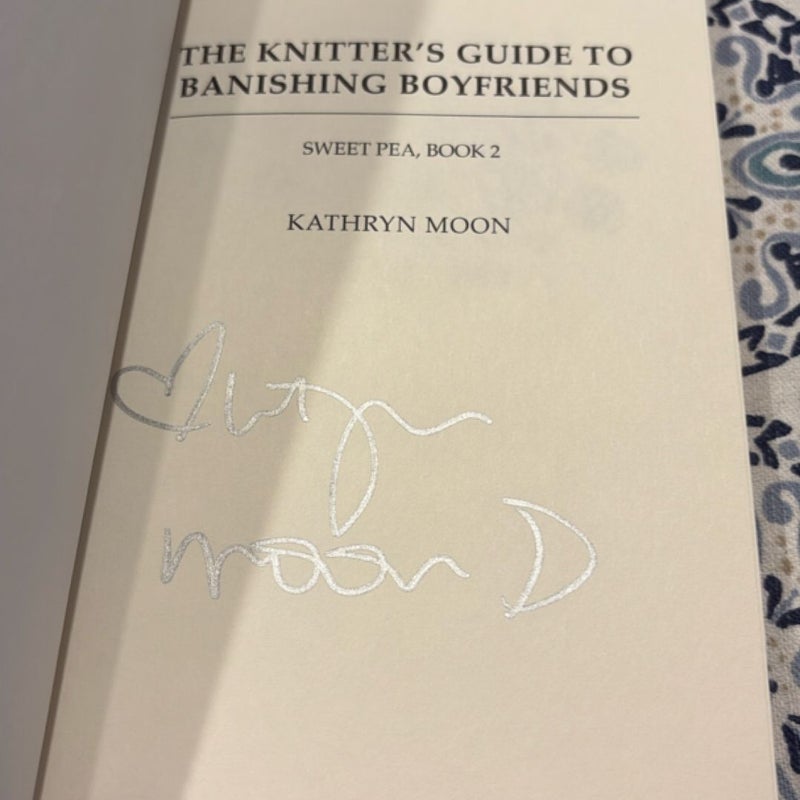 THE KNITTER'S GUIDE TO
BANISHING BOYFRIENDS
SWEET PEA, BOOK 2
KATHRYN MOON
moon